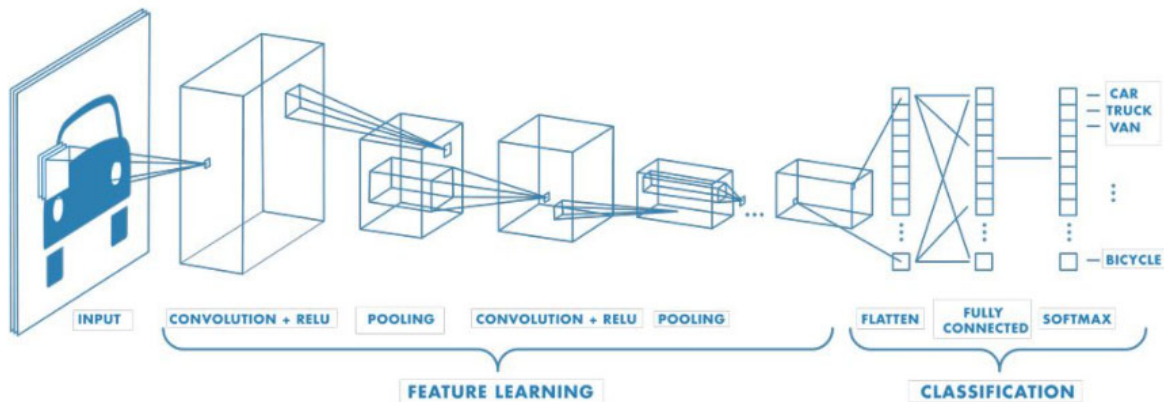 CAR
TRUCK
VAN
BICYCLE
INPUT
CONVOLUTION + RELU
POOLING
CONVOLUTION + RELU
POOLING
FLATTEN
FULLY
CONNECTED
SOFTMAX
FEATURE LEARNING
CLASSIFICATION